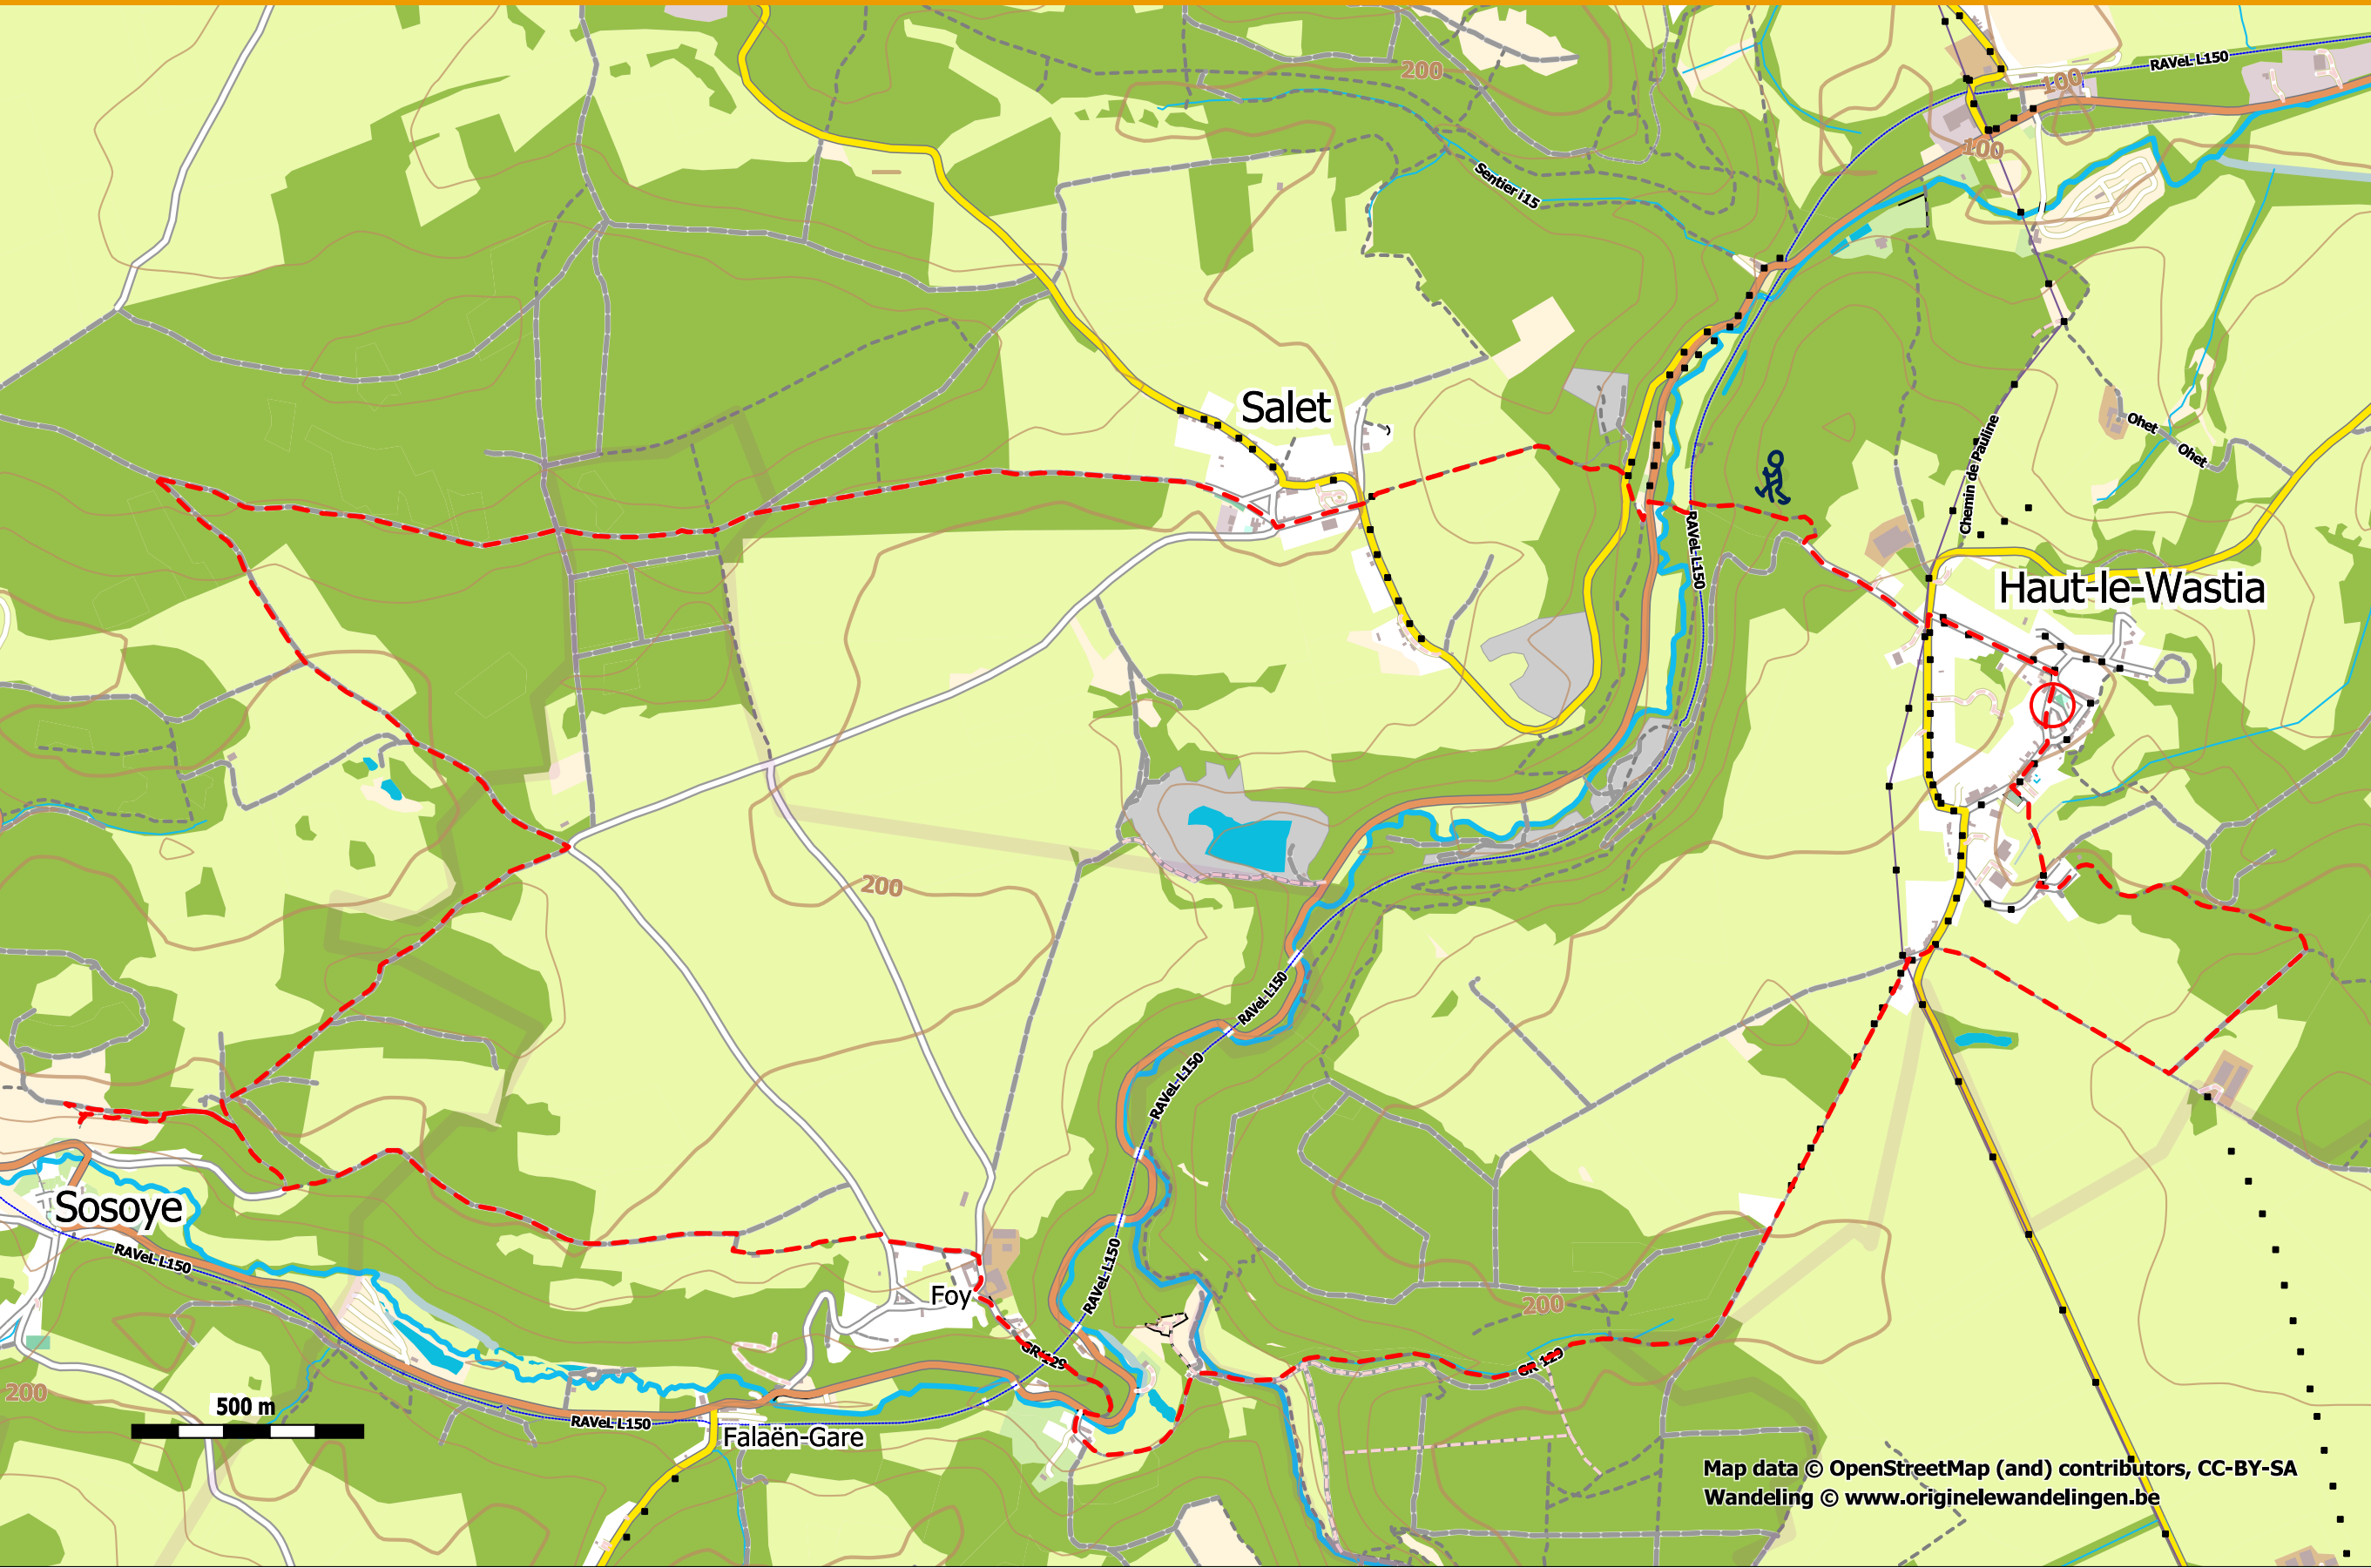 200
RAVeL L150
100
100
Sentier i15
Salet
Ohet
Ohet
Chemin de Pauline
RAVeL L150
Haut-le-Wastia
200
RAVeL L150
RAVeL L150
Sosoye
RAVeL L150
RAVeL L150
Foy
200
GR 129
GR 129
200
500 m
RAVeL L150
Falaën-Gare
Map data © OpenStreetMap (and) contributors, CC-BY-SA
Wandeling © www.originelewandelingen.be